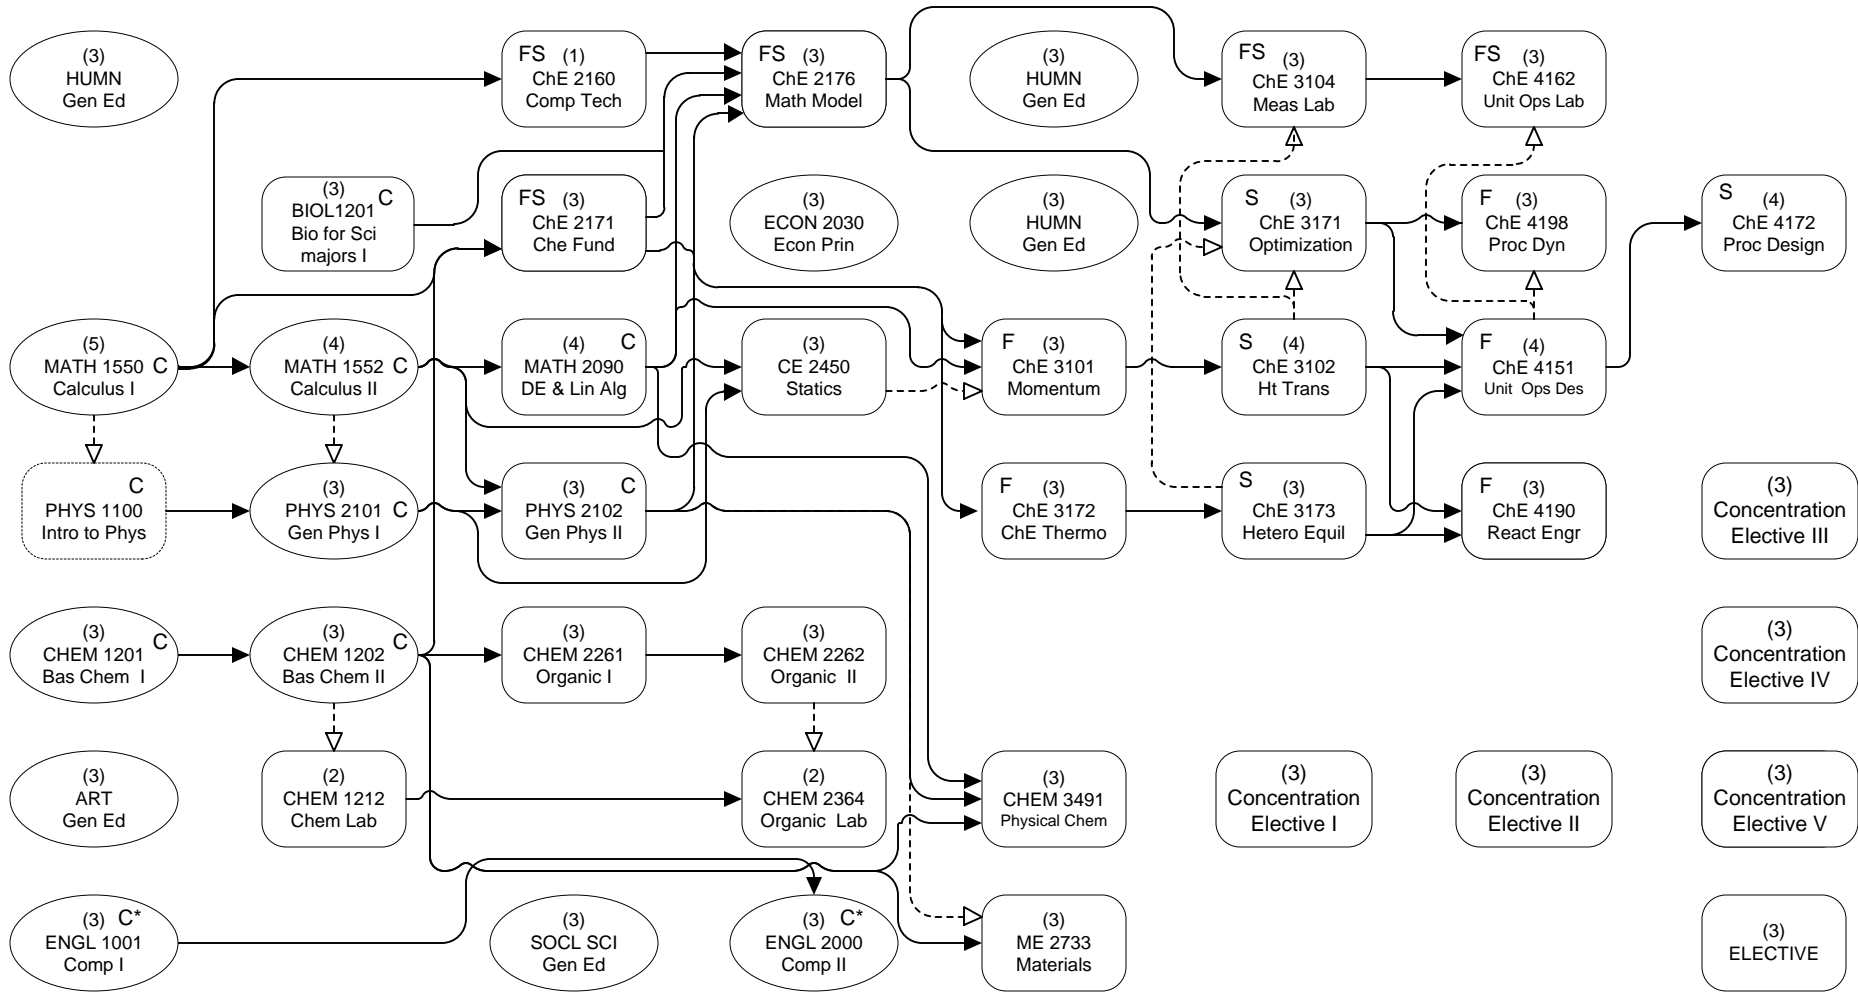 (3)
HUMN
Gen Ed
FS (1)
ChE 2160
Comp Tech
FS (3)
ChE 2176
Math Model
(3)
HUMN
Gen Ed
FS (3)
ChE 3104
Meas Lab
FS (3)
ChE 4162
Unit Ops Lab
(3) C
BIOL1201
Bio for Sci
majors I
FS (3)
ChE 2171
Che Fund
(3)
ECON 2030
Econ Prin
(3)
HUMN
Gen Ed
S (3)
ChE 3171
Optimization
F (3)
ChE 4198
Proc Dyn
S (4)
ChE 4172
Proc Design
(5)
MATH 1550 C
Calculus I
(4)
MATH 1552 C
Calculus II
(4) C
MATH 2090
DE & Lin Alg
(3)
CE 2450
Statics
F (3)
ChE 3101
Momentum
S (4)
ChE 3102
Ht Trans
F (4)
ChE 4151
Unit Ops Des
C
PHYS 1100
Intro to Phys
(3)
PHYS 2101 C
Gen Phys I
(3) C
PHYS 2102
Gen Phys II
F (3)
ChE 3172
ChE Thermo
S (3)
ChE 3173
Hetero Equil
F (3)
ChE 4190
React Engr
(3)
Concentration
Elective III
(3) C
CHEM 1201
Bas Chem I
(3) C
CHEM 1202
Bas Chem II
(3)
CHEM 2261
Organic I
(3)
CHEM 2262
Organic II
(3)
Concentration
Elective IV
(3)
ART
Gen Ed
(2)
CHEM 1212
Chem Lab
(2)
CHEM 2364
Organic Lab
(3)
CHEM 3491
Physical Chem
(3)
Concentration
Elective I
(3)
Concentration
Elective II
(3)
Concentration
Elective V
(3) C*
ENGL 1001
Comp I
(3)
SOCL SCI
Gen Ed
(3) C*
ENGL 2000
Comp II
(3)
ME 2733
Materials
(3)
ELECTIVE